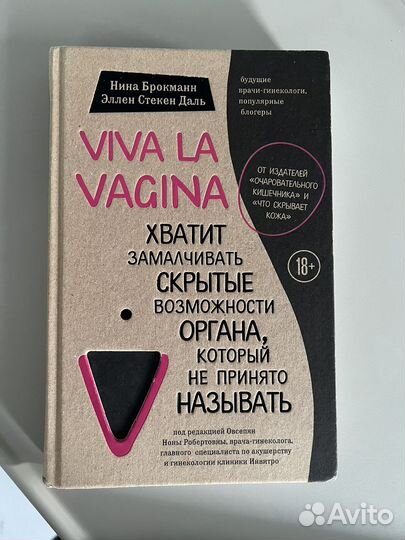 Нина Брокманн
Эллен Стекен Даль
будущие
врачи-гинекологи,
популярные
блогеры
VIVA LA
VAGINA
ОТ ИЗДАТЕЛЕЙ
«ОЧАРОВАТЕЛЬНОГО
КИШЕЧНИКА» И
«ЧТО СКРЫВАЕТ
КОЖА»
18+
ХВАТИТ
ЗАМАЛЧИВАТЬ
СКРЫТЫЕ
ВОЗМОЖНОСТИ
ОРГАНА,
КОТОРЫЙ
НЕ ПРИНЯТО
НАЗЫВАТЬ
под редакцией Овсепян
Ноны Робертовны, врача-гинеколога,
главного специалиста по акушерству
и гинекологии клиники Инвитро
Avito